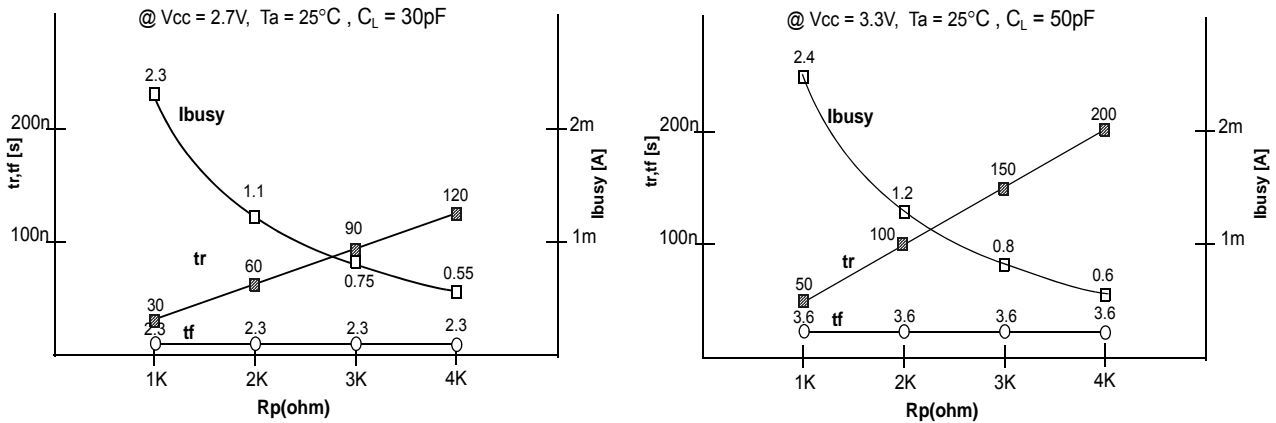 @ Vcc = 2.7V, Ta = 25°C , CL = 30pF
2.3
Ibusy
200n
2m
tr,tf [s]
Ibusy [A]
1.1
120
100n
90
1m
tr
60
0.75
0.55
30
2.3
tf
2.3
2.3
2.3
1K
2K
3K
4K
Rp(ohm)
@ Vcc = 3.3V, Ta = 25°C , CL = 50pF
2.4
Ibusy
200n
200
2m
tr,tf [s]
Ibusy [A]
150
1.2
100n
100
0.8
1m
tr
50
0.6
3.6
tf
3.6
3.6
3.6
1K
2K
3K
4K
Rp(ohm)